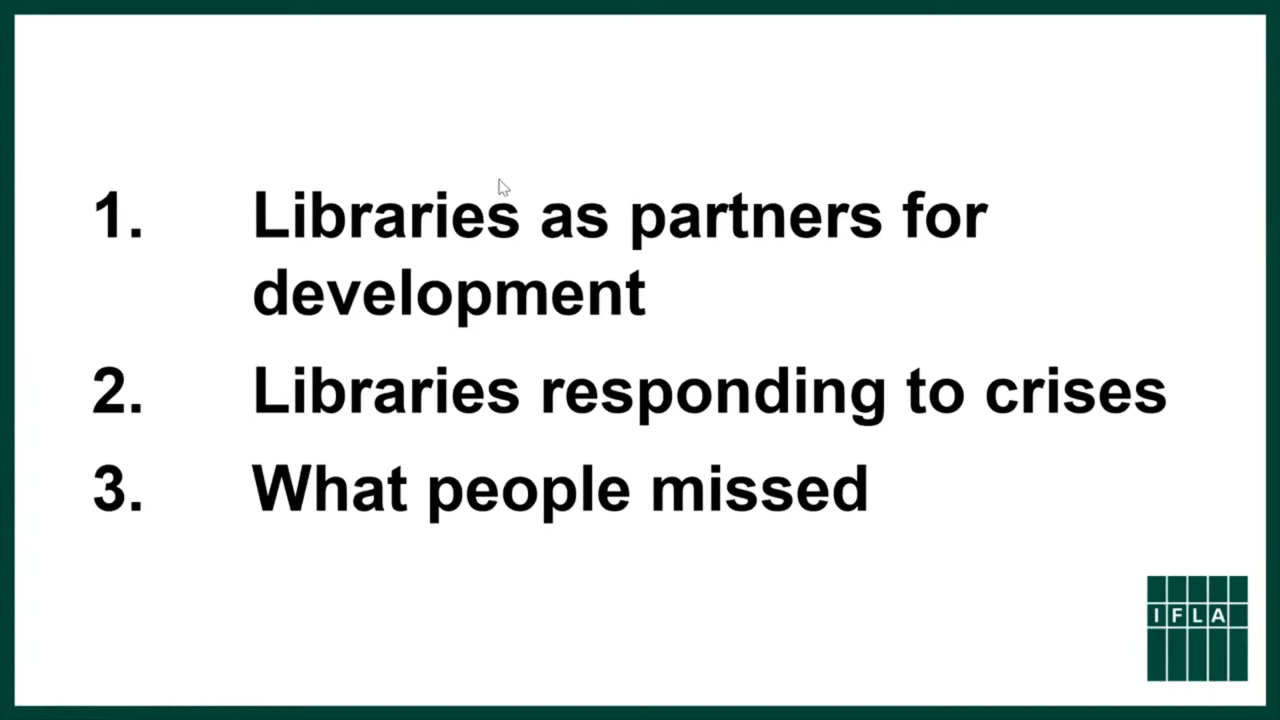 1. Libraries as partners for
development
2. Libraries responding to crises
3. What people missed
IFLA